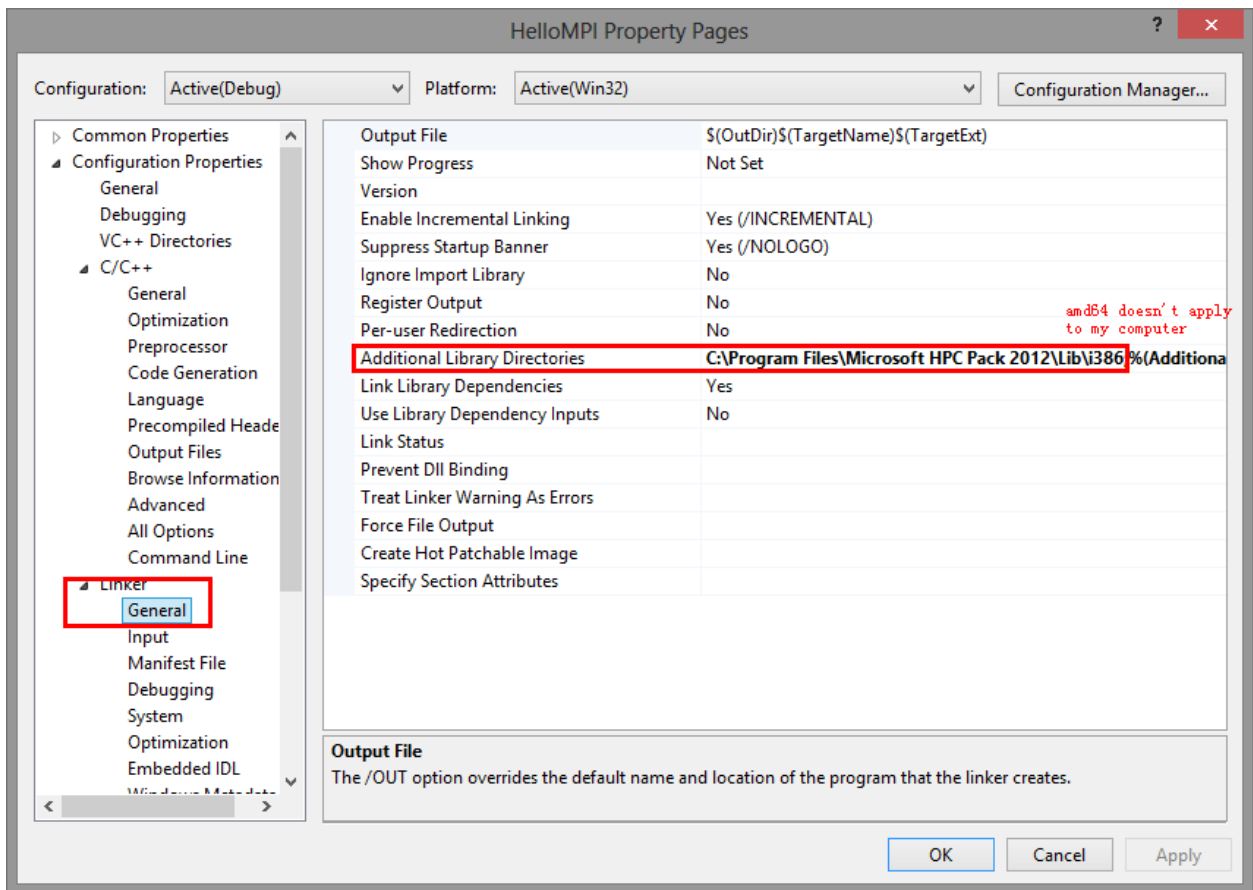 HelloMPI Property Pages
?
Configuration: Active(Debug) Platform: Active(Win32) Configuration Manager...
Common Properties
Configuration Properties
General
Debugging
VC++ Directories
C/C++
General
Optimization
Preprocessor
Code Generation
Language
Precompiled Heade
Output Files
Browse Information
Advanced
All Options
Command Line
Linker
General
Input
Manifest File
Debugging
System
Optimization
Embedded IDL
Windows Metadata
Output File $(OutDir)$(TargetName)$(TargetExt)
Show Progress Not Set
Version
Enable Incremental Linking Yes (/INCREMENTAL)
Suppress Startup Banner Yes (/NOLOGO)
Ignore Import Library No
Register Output No
Per-user Redirection No
amd64 doesn't apply
to my computer
Additional Library Directories C:\Program Files\Microsoft HPC Pack 2012\Lib\i386;%(Additiona
Link Library Dependencies Yes
Use Library Dependency Inputs No
Link Status
Prevent Dll Binding
Treat Linker Warning As Errors
Force File Output
Create Hot Patchable Image
Specify Section Attributes
Output File
The /OUT option overrides the default name and location of the program that the linker creates.
OK Cancel Apply